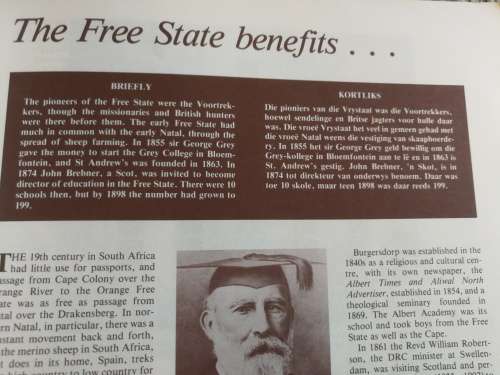 The Free State benefits . . .
BRIEFLY
The pioneers of the Free State were the Voortrek-
kers, though the missionaries and British hunters
were there before them. The early Free State had
much in common with the early Natal, through the
spread of sheep farming. In 1855 sir George Grey
gave the money to start the Grey College in Bloem-
fontein, and St Andrew's was founded in 1863. In
1874 John Brebner, a Scot, was invited to become
director of education in the Free State. There were 10
schools then, but by 1898 the number had grown to
199.
KORTLIKS
Die pioniers van die Vrystaat was die Voortrekkers,
hoewel sendelinge en Britse jagters voor hulle daar
was. Die vroeë Vrystaat het veel in gemeen gehad met
die vroeë Natal weens die vestiging van skaapboerde-
ry. In 1855 het sir George Grey geld bewillig om die
Grey-kollege in Bloemfontein aan te lê en in 1863 is
St. Andrew's gestig. John Brebner, 'n Skot, is in
1874 tot direkteur van onderwys benoem. Daar was
toe 10 skole, maar teen 1898 was daar reeds 199.
THE 19th century in South Africa
had little use for passports, and
passage from Cape Colony over the
Orange River to the Orange Free
State was as free as passage from
Natal over the Drakensberg. In nor-
ern Natal, in particular, there was a
nstant movement back and forth,
the merino sheep in South Africa,
it does in its home, Spain, treks
high country to low country for
Burgersdorp was established in the
1840s as a religious and cultural cen-
tre, with its own newspaper, the
Albert Times and Aliwal North
Advertiser, established in 1854, and a
theological seminary founded in
1869. The Albert Academy was its
school and took boys from the Free
State as well as the Cape.
In 1861 the Revd William Robert-
son, the DRC minister at Swellen-
dam, was visiting Scotland and per-